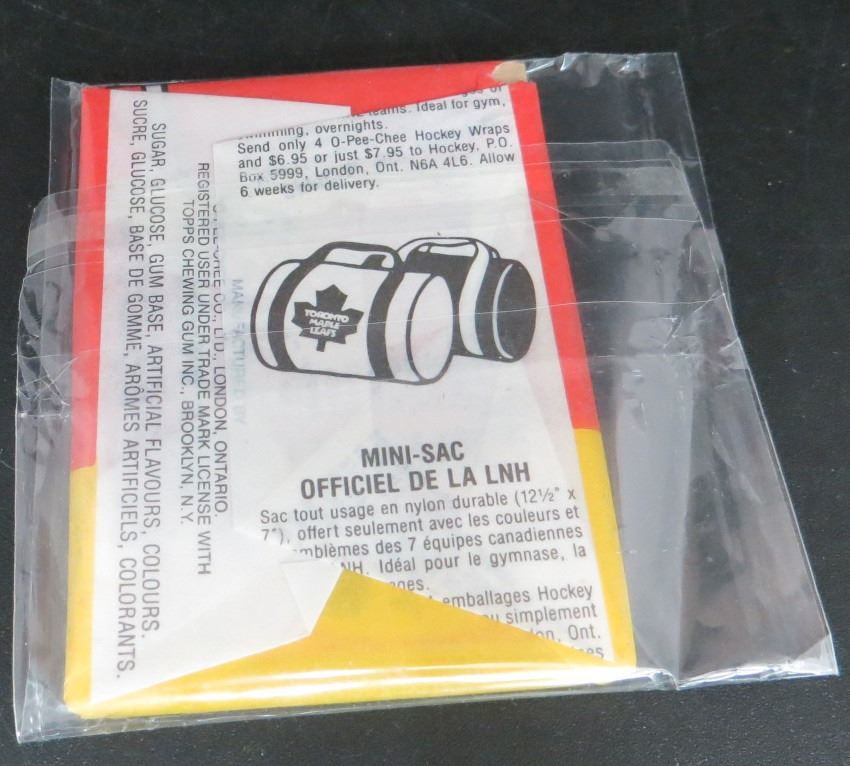 teams. Ideal for gym,
swimming, overnights.
Send only 4 O-Pee-Chee Hockey Wraps
and $6.95 or just $7.95 to Hockey, P.O.
Box 5999, London, Ont. N6A 4L6. Allow
6 weeks for delivery.
TORONTO
MAPLE
LEAFS
MINI-SAC
OFFICIEL DE LA LNH
Sac tout usage en nylon durable (12½" x
7"), offert seulement avec les couleurs et
emblèmes des 7 équipes canadiennes
NH. Idéal pour le gymnase, la
emballages Hockey
simplement
Ont.
MANUFACTURED BY
CO., LTD., LONDON, ONTARIO.
REGISTERED USER UNDER TRADE MARK LICENSE WITH
TOPPS CHEWING GUM INC., BROOKLYN, N.Y.
SUGAR, GLUCOSE, GUM BASE, ARTIFICIAL FLAVOURS, COLOURS.
SUCRE, GLUCOSE, BASE DE GOMME, ARÔMES ARTIFICIELS, COLORANTS.